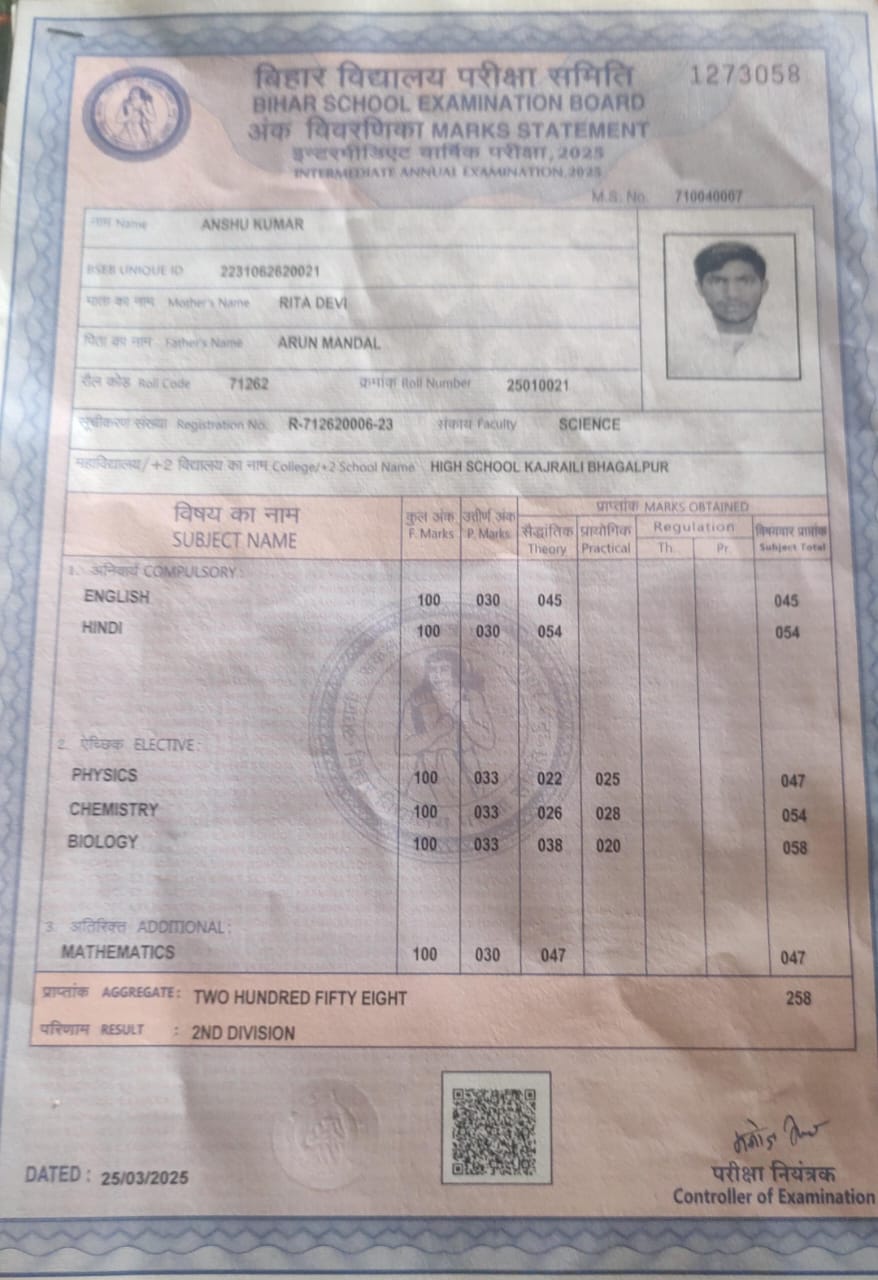 बिहार विद्यालय परीक्षा समिति
1273058
BIHAR SCHOOL EXAMINATION BOARD
अंक विवरणिका MARKS STATEMENT
इन्टरमीडिएट वार्षिक परीक्षा, 2025
INTERMEDIATE ANNUAL EXAMINATION, 2025
M.S. No. 710040007
नाम Name ANSHU KUMAR
BSEB UNIQUE ID 2231062620021
माता का नाम Mother's Name RITA DEVI
पिता का नाम Father's Name ARUN MANDAL
रौल कोड Roll Code 71262 क्रमांक Roll Number 25010021
सूचीकरण संख्या Registration No. R-712620006-23 संकाय Faculty SCIENCE
महाविद्यालय/+2 विद्यालय का नाम College/+2 School Name HIGH SCHOOL KAJRAILI BHAGALPUR
विषय का नाम कुल अंक उत्तीर्ण अंक प्राप्तांक MARKS OBTAINED
SUBJECT NAME F. Marks P. Marks सैद्धांतिक प्रायोगिक Regulation विषयवार प्राप्तांक
Theory Practical Th. Pr. Subject Total
1. अनिवार्य COMPULSORY:
ENGLISH 100 030 045 045
HINDI 100 030 054 054
2. ऐच्छिक ELECTIVE:
PHYSICS 100 033 022 025 047
CHEMISTRY 100 033 026 028 054
BIOLOGY 100 033 038 020 058
3. अतिरिक्त ADDITIONAL:
MATHEMATICS 100 030 047 047
प्राप्तांक AGGREGATE: TWO HUNDRED FIFTY EIGHT 258
परिणाम RESULT : 2ND DIVISION
DATED : 25/03/2025
परीक्षा नियंत्रक
Controller of Examination